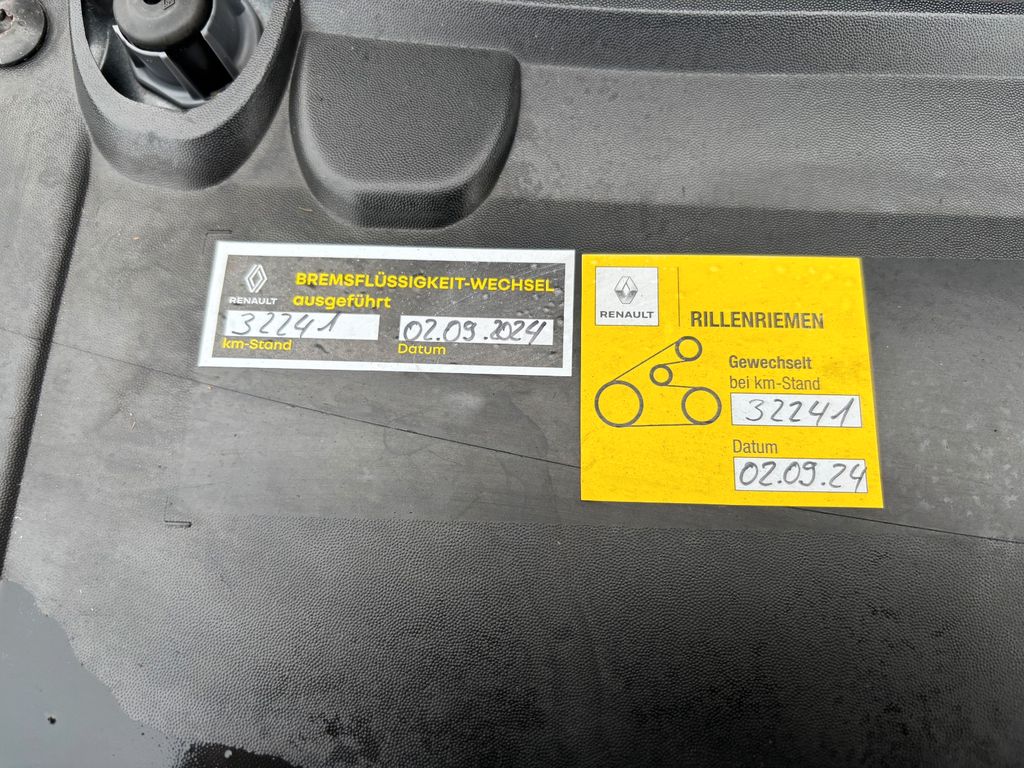 RENAULT
BREMSFLÜSSIGKEIT-WECHSEL
ausgeführt
32241
km-Stand
02.09.2024
Datum
RENAULT
RILLENRIEMEN
Gewechselt
bei km-Stand
32241
Datum
02.09.24